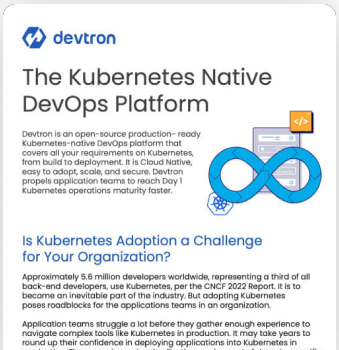 devtron
The Kubernetes Native
DevOps Platform
Devtron is an open-source production- ready
Kubernetes-native DevOps platform that
covers all your requirements on Kubernetes,
from build to deployment. It is Cloud Native,
easy to adopt, scale, and secure. Devtron
propels application teams to reach Day 1
Kubernetes operations maturity faster.
</>
Is Kubernetes Adoption a Challenge
for Your Organization?
Approximately 5.6 million developers worldwide, representing a third of all
back-end developers, use Kubernetes, per the CNCF 2022 Report. It is to
become an inevitable part of the industry. But adopting Kubernetes
poses roadblocks for the applications teams in an organization.
Application teams struggle a lot before they gather enough experience to
navigate complex tools like Kubernetes in production. It may take years to
round up their confidence in deploying applications into Kubernetes in